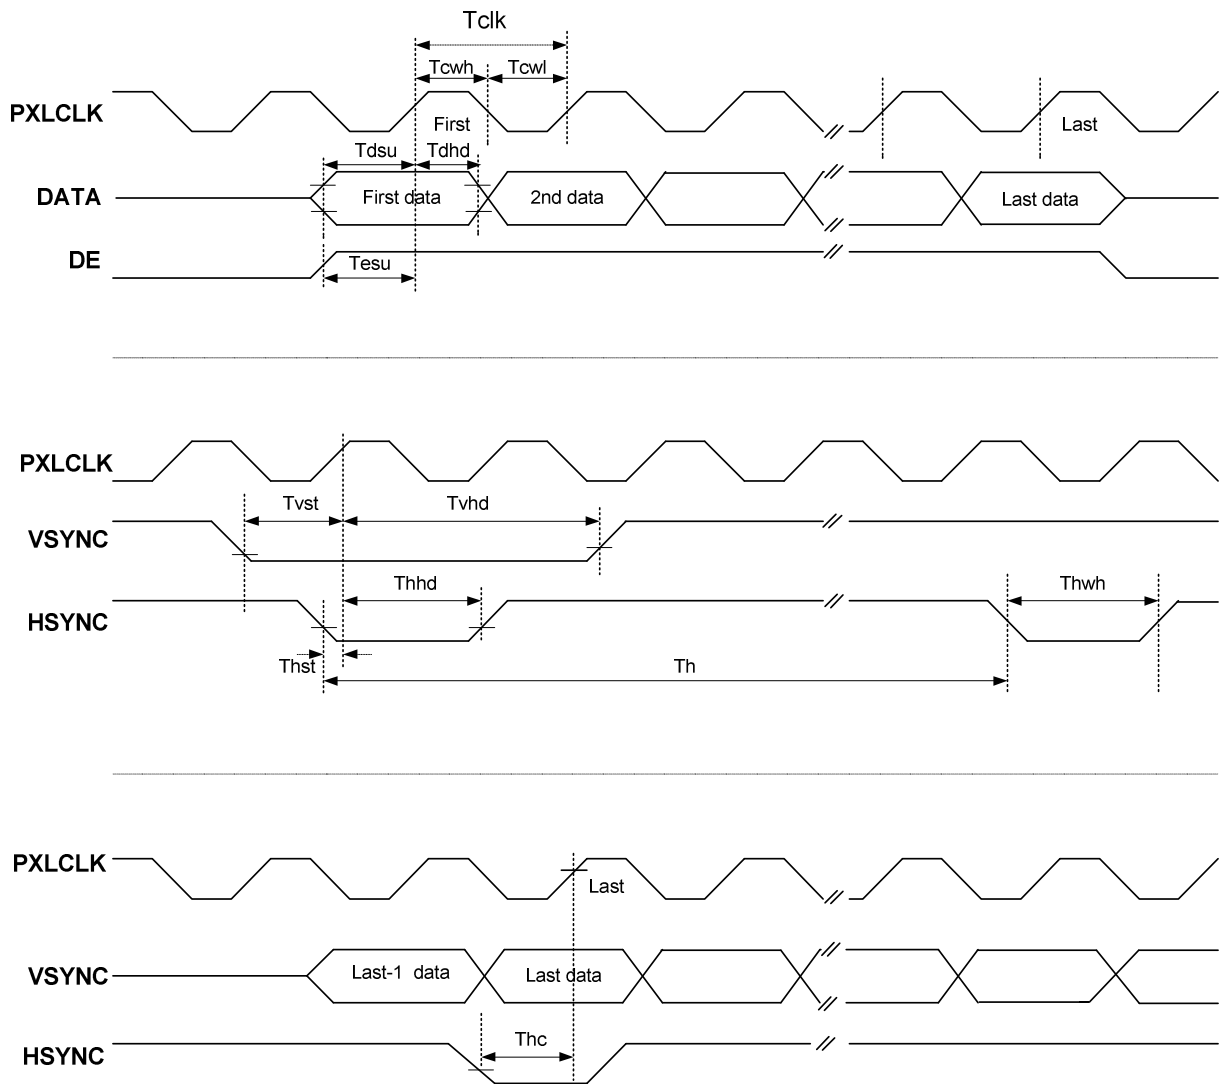 Tclk
Tcwh Tcwl
PXLCLK
First Last
Tdsu Tdhd
DATA First data 2nd data Last data
DE
Tesu
PXLCLK
Tvst Tvhd
VSYNC
Thhd Thwh
HSYNC
Thst Th
PXLCLK
Last
VSYNC Last-1 data Last data
Thc
HSYNC